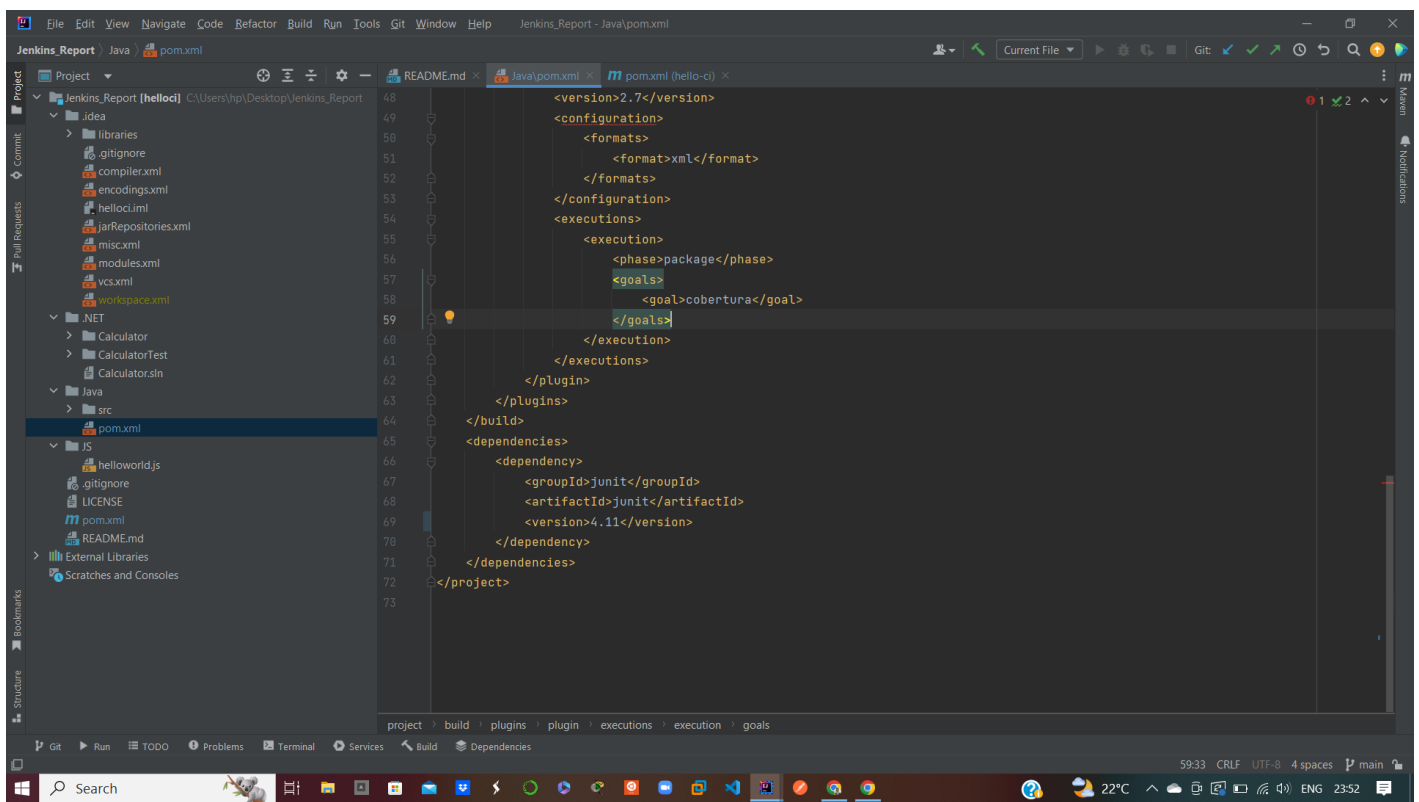 File Edit View Navigate Code Refactor Build Run Tools Git Window Help Jenkins_Report - Java\pom.xml
Jenkins_Report Java pom.xml
Current File Git:
Project
README.md Java\pom.xml pom.xml (hello-ci)
Jenkins_Report [helloci] C:\Users\hp\Desktop\Jenkins_Report
.idea
libraries
.gitignore
compiler.xml
encodings.xml
helloci.iml
jarRepositories.xml
misc.xml
modules.xml
vcs.xml
workspace.xml
.NET
Calculator
CalculatorTest
Calculator.sln
Java
src
pom.xml
JS
helloworld.js
.gitignore
LICENSE
pom.xml
README.md
External Libraries
Scratches and Consoles
48 <version>2.7</version>
49 <configuration>
50 <formats>
51 <format>xml</format>
52 </formats>
53 </configuration>
54 <executions>
55 <execution>
56 <phase>package</phase>
57 <goals>
58 <goal>cobertura</goal>
59 </goals>
60 </execution>
61 </executions>
62 </plugin>
63 </plugins>
64 </build>
65 <dependencies>
66 <dependency>
67 <groupId>junit</groupId>
68 <artifactId>junit</artifactId>
69 <version>4.11</version>
70 </dependency>
71 </dependencies>
72 </project>
73
1 2
Project
Commit
Pull Requests
Bookmarks
Structure
m
Maven
Notifications
project build plugins plugin executions execution goals
Git Run TODO Problems Terminal Services Build Dependencies
59:33 CRLF UTF-8 4 spaces main
Search
22°C ENG 23:52